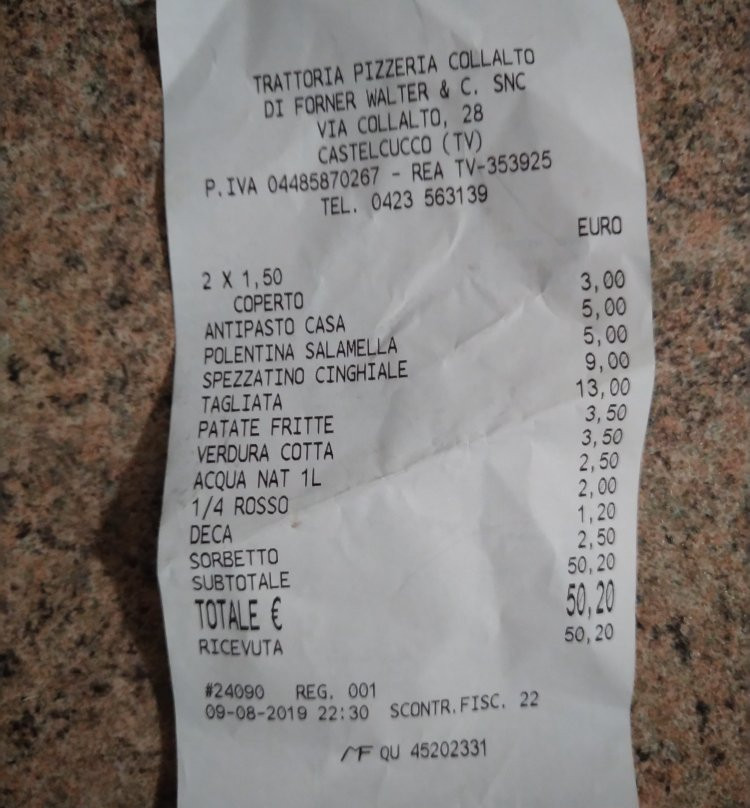 TRATTORIA PIZZERIA COLLALTO
DI FORNER WALTER & C. SNC
VIA COLLALTO, 28
CASTELCUCCO (TV)
P.IVA 04485870267 - REA TV-353925
TEL. 0423 563139
EURO
2 X 1,50
COPERTO 3,00
ANTIPASTO CASA 5,00
POLENTINA SALAMELLA 5,00
SPEZZATINO CINGHIALE 9,00
TAGLIATA 13,00
PATATE FRITTE 3,50
VERDURA COTTA 3,50
ACQUA NAT 1L 2,50
1/4 ROSSO 2,00
DECA 1,20
SORBETTO 2,50
SUBTOTALE 50,20
TOTALE € 50,20
RICEVUTA 50,20
#24090 REG. 001
09-08-2019 22:30 SCONTR.FISC. 22
MF QU 45202331